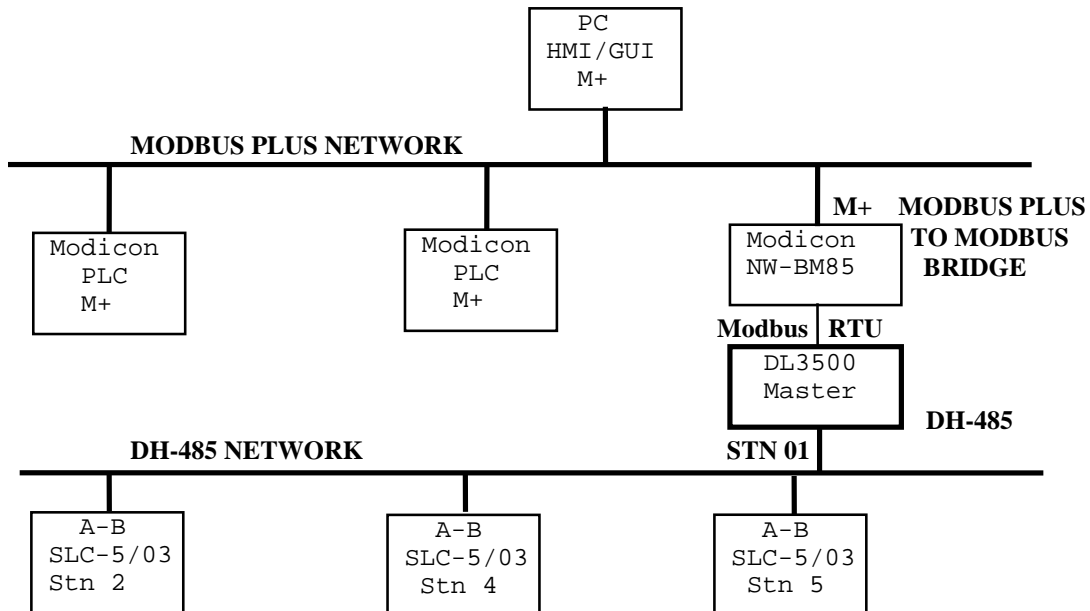 PC
HMI/GUI
M+
MODBUS PLUS NETWORK
Modicon
PLC
M+
Modicon
PLC
M+
M+
MODBUS PLUS
TO MODBUS
BRIDGE
Modicon
NW-BM85
Modbus
RTU
DL3500
Master
DH-485
DH-485 NETWORK
STN 01
A-B
SLC-5/03
Stn 2
A-B
SLC-5/03
Stn 4
A-B
SLC-5/03
Stn 5